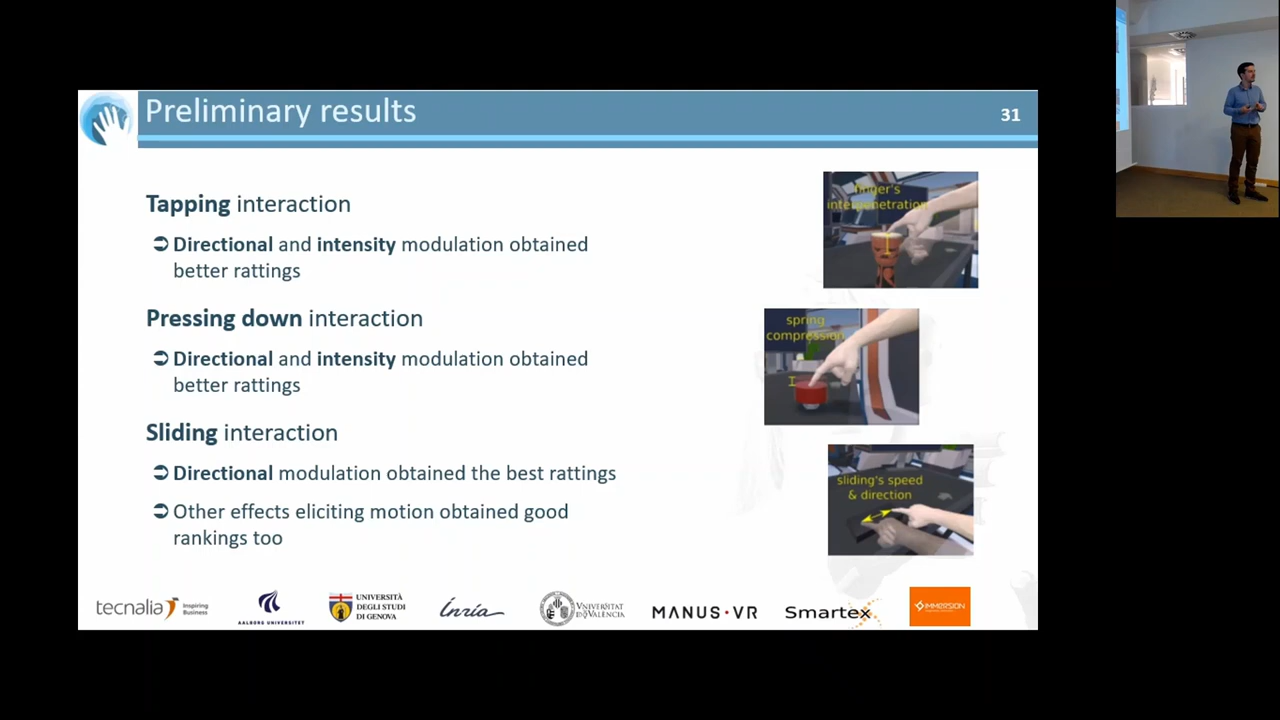 Preliminary results
31
Tapping interaction
Directional and intensity modulation obtained
better rattings
Pressing down interaction
Directional and intensity modulation obtained
better rattings
Sliding interaction
Directional modulation obtained the best rattings
Other effects eliciting motion obtained good
rankings too
finger's
interpenetration
spring
compression
sliding's speed
& direction
tecnalia Inspiring
Business
AALBORG UNIVERSITET
UNIVERSITÀ
DEGLI STUDI
DI GENOVA
Inria
VNIVERSITAT
ID VALÈNCIA
MANUS·VR
Smartex
IMMERSION